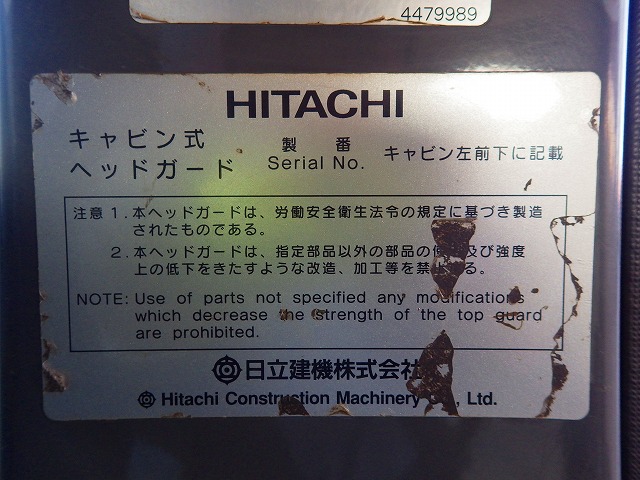 4479989
HITACHI
キャビン式 製番 キャビン左前下に記載
ヘッドガード Serial No.
注意 1. 本ヘッドガードは、労働安全衛生法令の規定に基づき製造
されたものである。
2. 本ヘッドガードは、指定部品以外の部品の使 及び強度
上の低下をきたすような改造、加工等を禁 る。
NOTE: Use of parts not specified any modifications
which decrease the strength of the top guard
are prohibited.
日立建機株式会
Hitachi Construction Machinery , Ltd.